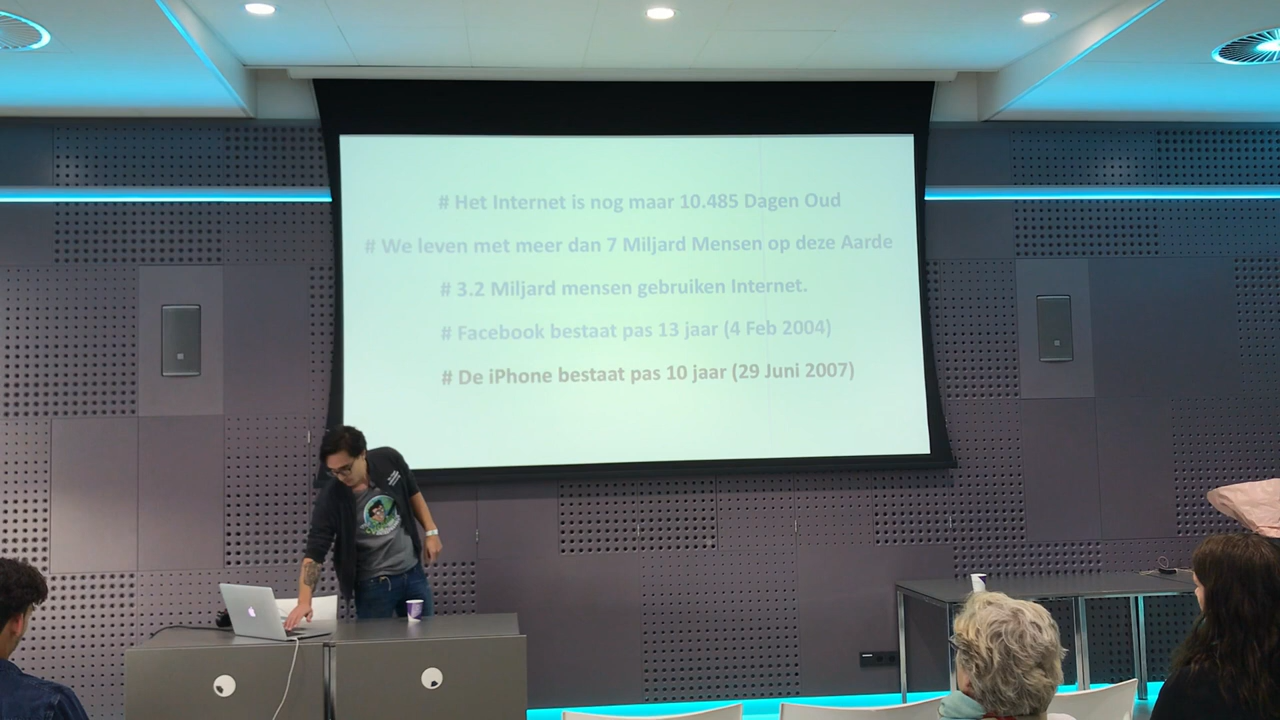 # Het Internet is nog maar 10.485 Dagen Oud
# We leven met meer dan 7 Miljard Mensen op deze Aarde
# 3.2 Miljard mensen gebruiken Internet.
# Facebook bestaat pas 13 jaar (4 Feb 2004)
# De iPhone bestaat pas 10 jaar (29 Juni 2007)